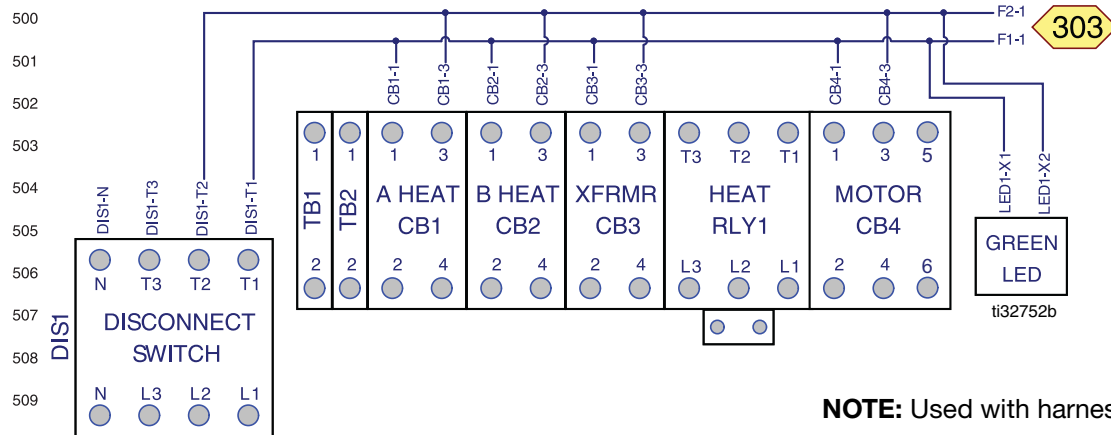 500
F2-1
303
501
F1-1
CB1-1
CB1-3
CB2-1
CB2-3
CB3-1
CB3-3
CB4-1
CB4-3
502
503
1 1 1 3 1 3 1 3 T3 T2 T1 1 3 5
504
DIS1-N
DIS1-T3
DIS1-T2
DIS1-T1
LED1-X1
LED1-X2
TB1
TB2
A HEAT
CB1
B HEAT
CB2
XFRMR
CB3
HEAT
RLY1
MOTOR
CB4
505
GREEN
LED
2 2 2 4 2 4 2 4 L3 L2 L1 2 4 6
506
N T3 T2 T1
ti32752b
507
DIS1
DISCONNECT
SWITCH
508
N L3 L2 L1
509
NOTE: Used with harnes